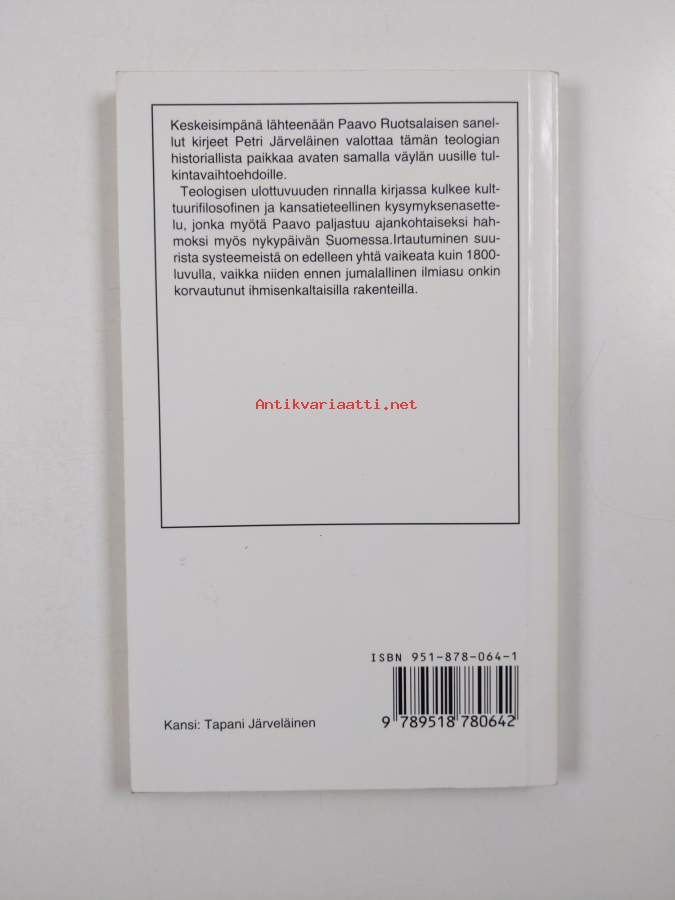 Keskeisimpänä lähteenään Paavo Ruotsalaisen sanel-
lut kirjeet Petri Järveläinen valottaa tämän teologian
historiallista paikkaa avaten samalla väylän uusille tul-
kintavaihtoehdoille.
Teologisen ulottuvuuden rinnalla kirjassa kulkee kult-
tuurifilosofinen ja kansatieteellinen kysymyksenasette-
lu, jonka myötä Paavo paljastuu ajankohtaiseksi hah-
moksi myös nykypäivän Suomessa.Irtautuminen suu-
rista systeemeistä on edelleen yhtä vaikeata kuin 1800-
luvulla, vaikka niiden ennen jumalallinen ilmiasu onkin
korvautunut ihmisenkaltaisilla rakenteilla.
Antikvariaatti.net
ISBN 951-878-064-1
9 789518 780642
Kansi: Tapani Järveläinen